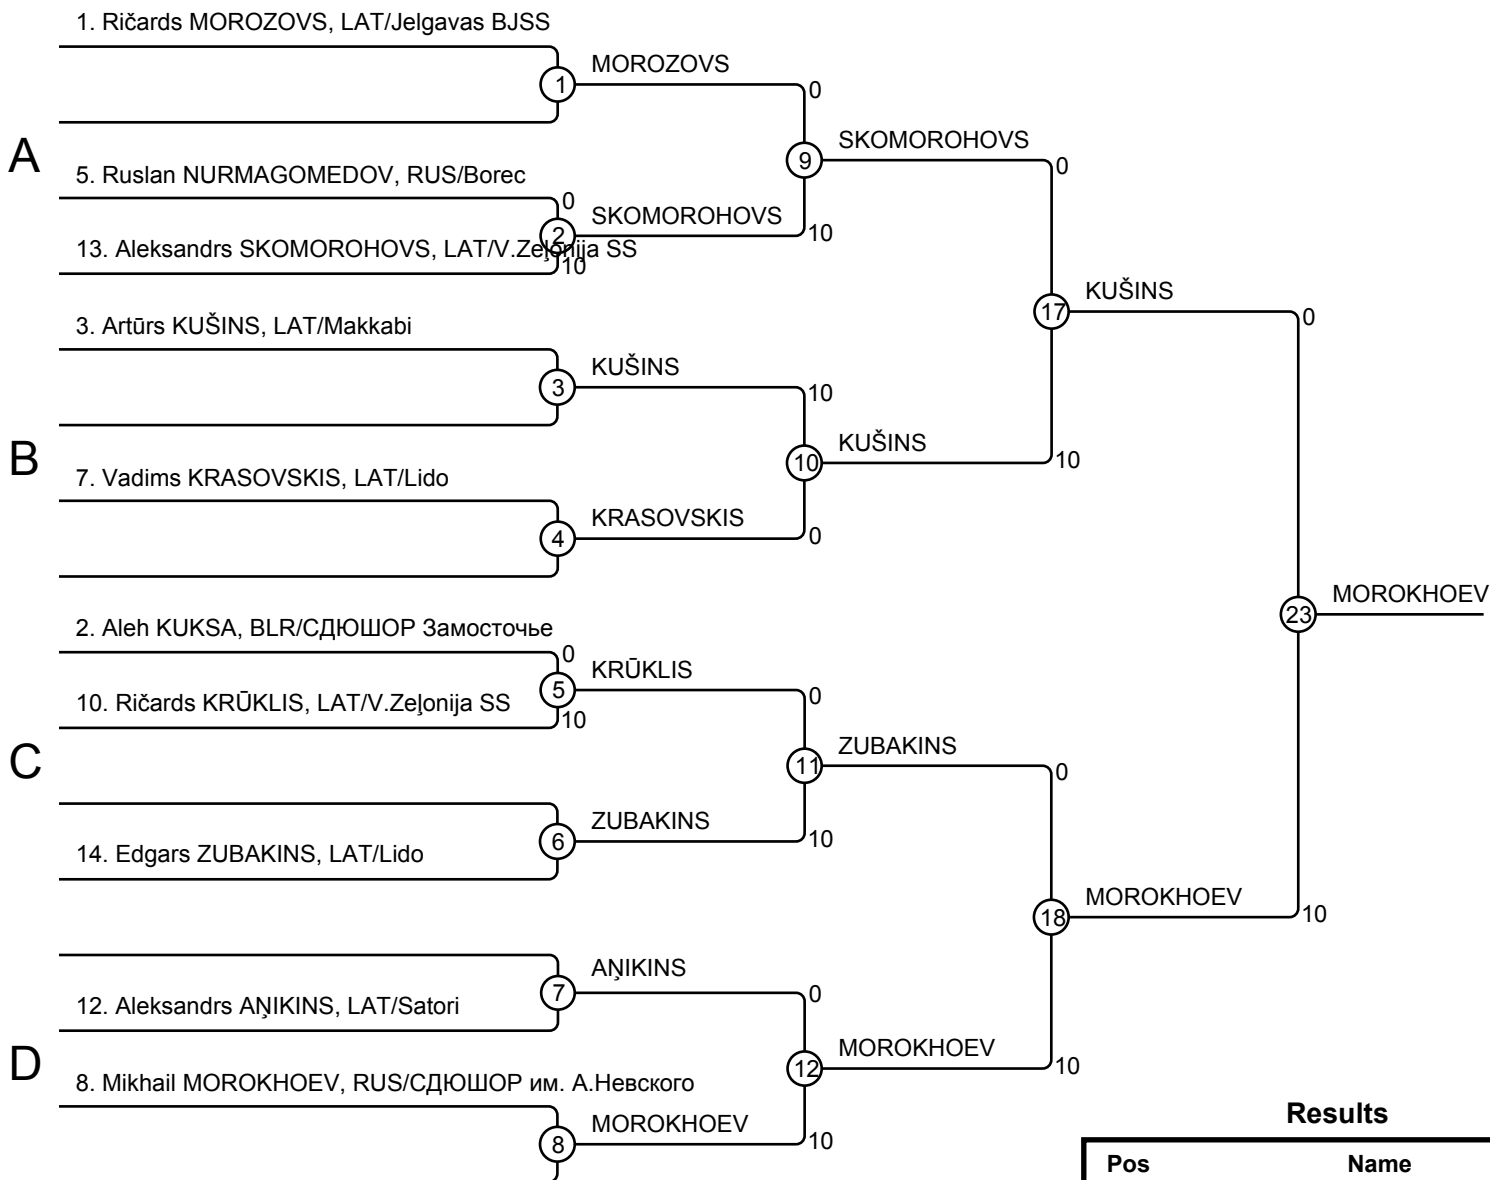 1. Ričards MOROZOVS, LAT/Jelgavas BJSS
1
MOROZOVS
0
A
9
SKOMOROHOVS
0
5. Ruslan NURMAGOMEDOV, RUS/Borec
0
2
SKOMOROHOVS
10
13. Aleksandrs SKOMOROHOVS, LAT/V.Zeļonija SS
10
17
KUŠINS
0
3. Artūrs KUŠINS, LAT/Makkabi
3
KUŠINS
10
B
10
KUŠINS
10
7. Vadims KRASOVSKIS, LAT/Lido
4
KRASOVSKIS
0
23
MOROKHOEV
2. Aleh KUKSA, BLR/СДЮШОР Замосточье
0
5
KRŪKLIS
0
10. Ričards KRŪKLIS, LAT/V.Zeļonija SS
10
C
11
ZUBAKINS
0
6
ZUBAKINS
10
14. Edgars ZUBAKINS, LAT/Lido
18
MOROKHOEV
10
7
AŅIKINS
0
12. Aleksandrs AŅIKINS, LAT/Satori
D
12
MOROKHOEV
10
8. Mikhail MOROKHOEV, RUS/СДЮШОР им. А.Невского
8
MOROKHOEV
10
Results
Pos Name